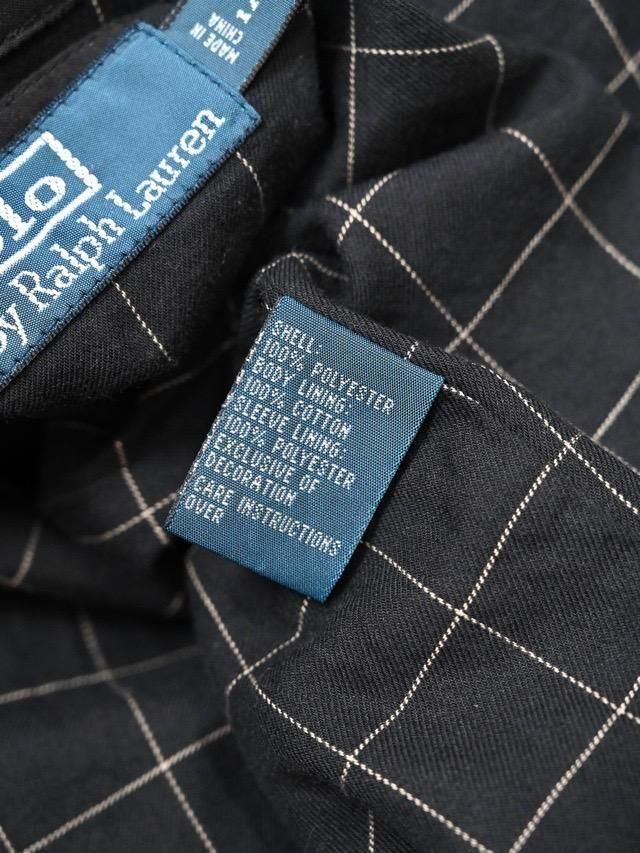 MADE IN
CHINA
olo
by Ralph Lauren
SHELL.
100% POLYESTER
BODY LINING.
100% COTTON
SLEEVE LINING.
100% POLYESTER
EXCLUSIVE OF
DECORATION
CARE INSTRUCTIONS
OVER